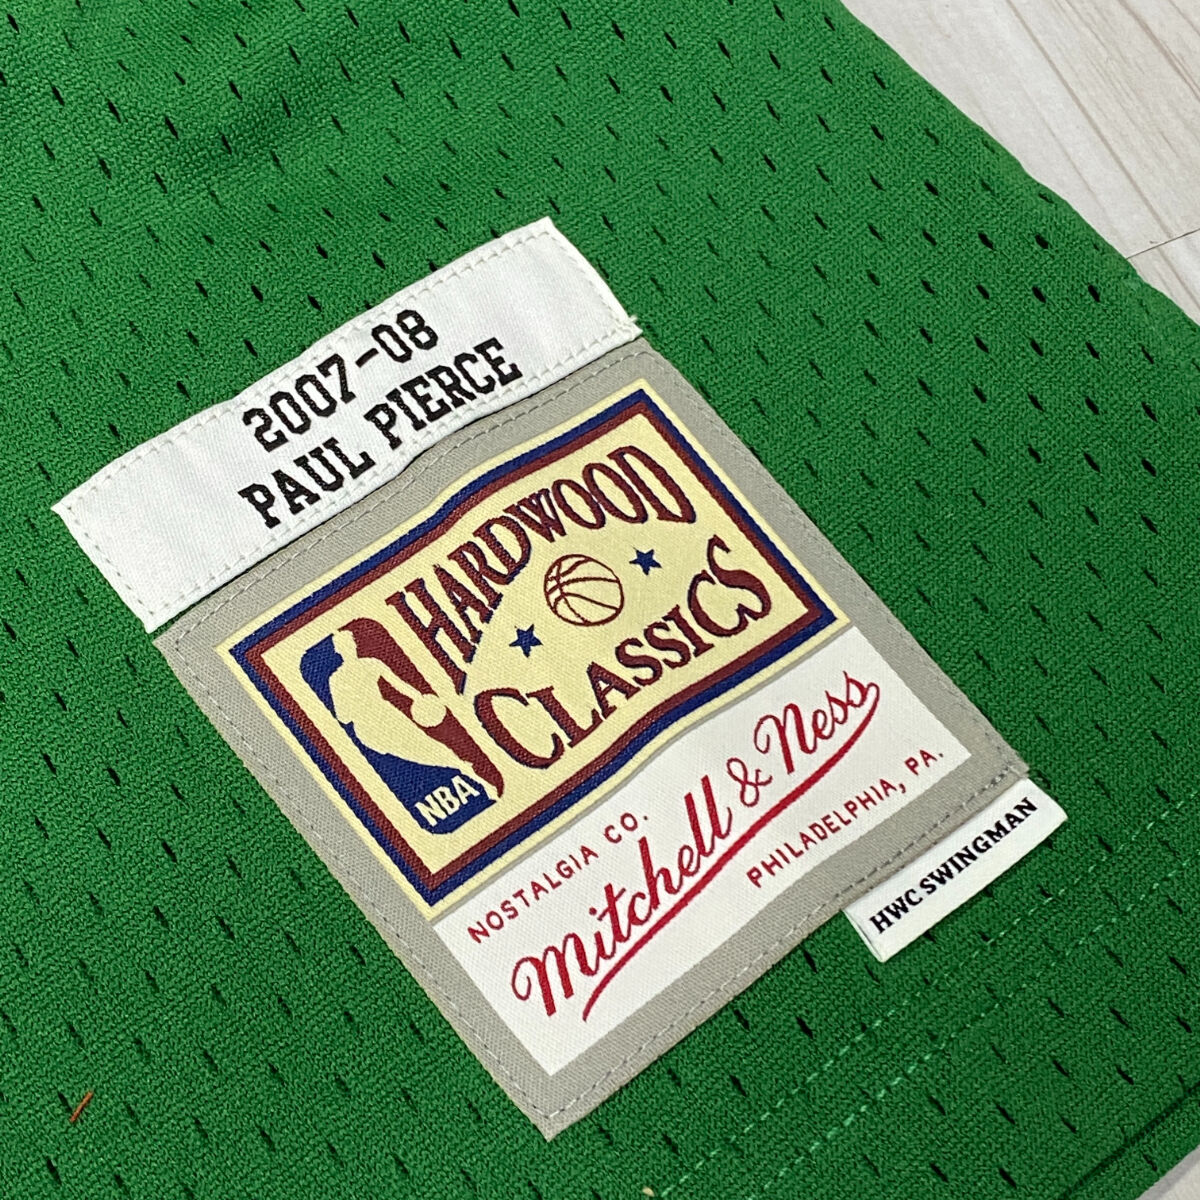 2007-08
PAUL PIERCE
HARDWOOD
CLASSICS
NBA
NOSTALGIA CO.
Mitchell & Ness
PHILADELPHIA, PA.
HWC SWINGMAN